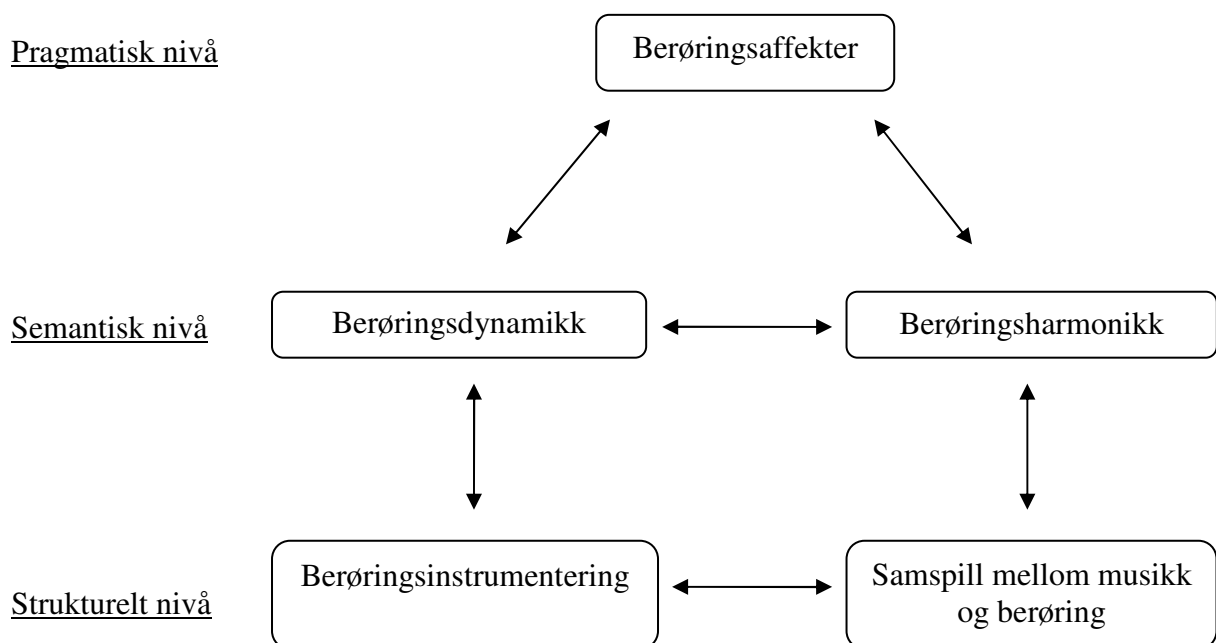 Pragmatisk nivå
Berøringsaffekter
Semantisk nivå
Berøringsdynamikk
Berøringsharmonikk
Strukturelt nivå
Berøringsinstrumentering
Samspill mellom musikk
og berøring